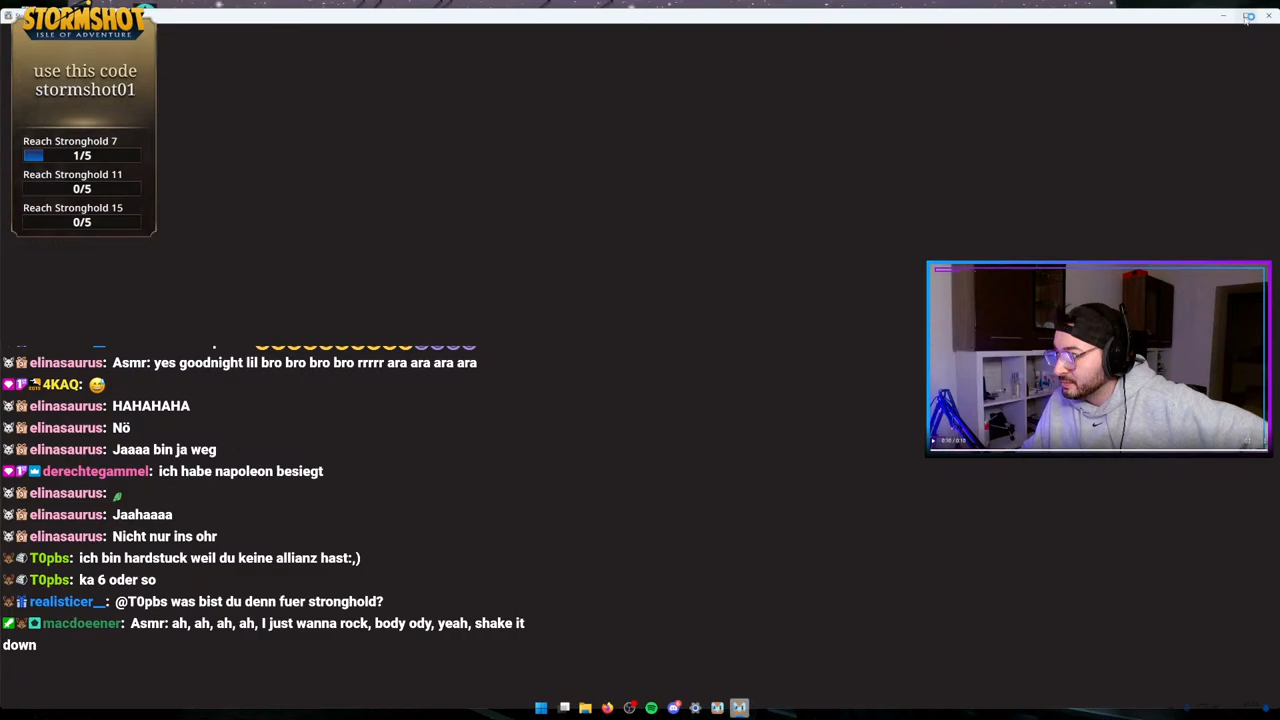 STORMSHOT
ISLE OF ADVENTURE
use this code
stormshot01
Reach Stronghold 7
1/5
Reach Stronghold 11
0/5
Reach Stronghold 15
0/5
elinasaurus: Asmr: yes goodnight lil bro bro bro bro bro rrrrr ara ara ara ara
4KAQ: 😅
elinasaurus: HAHAHAHA
elinasaurus: Nö
elinasaurus: Jaaaa bin ja weg
derechtegammel: ich habe napoleon besiegt
elinasaurus:
elinasaurus: Jaahaaaa
elinasaurus: Nicht nur ins ohr
T0pbs: ich bin hardstuck weil du keine allianz hast:,)
T0pbs: ka 6 oder so
realisticer__: @T0pbs was bist du denn fuer stronghold?
macdoeener: Asmr: ah, ah, ah, ah, I just wanna rock, body ody, yeah, shake it
down
0:10 / 0:10